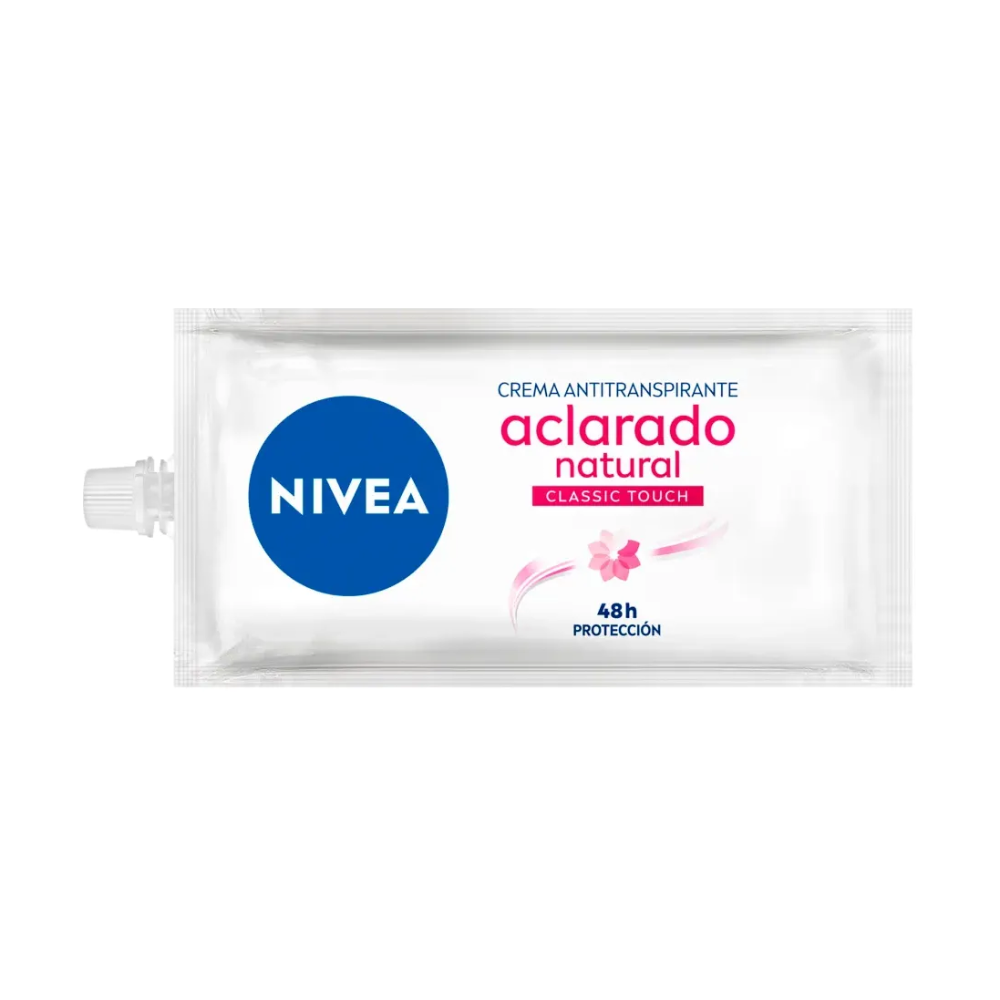 NIVEA
CREMA ANTITRANSPIRANTE
aclarado
natural
CLASSIC TOUCH
48h
PROTECCIÓN